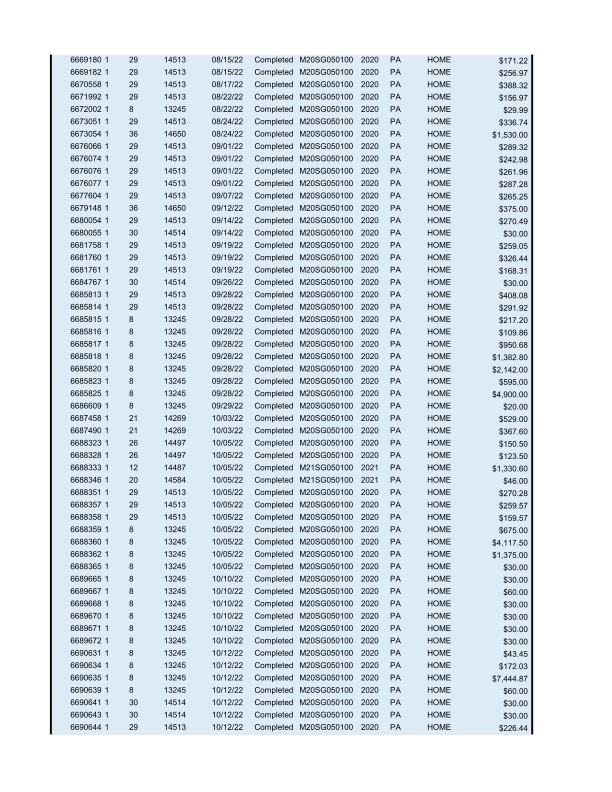 6669180 1 29 14513 08/15/22 Completed M20SG050100 2020 PA HOME $171.22
6669182 1 29 14513 08/15/22 Completed M20SG050100 2020 PA HOME $256.97
6670558 1 29 14513 08/17/22 Completed M20SG050100 2020 PA HOME $388.32
6671992 1 29 14513 08/22/22 Completed M20SG050100 2020 PA HOME $156.97
6672002 1 8 13245 08/22/22 Completed M20SG050100 2020 PA HOME $29.99
6673051 1 29 14513 08/24/22 Completed M20SG050100 2020 PA HOME $336.74
6673054 1 36 14650 08/24/22 Completed M20SG050100 2020 PA HOME $1,530.00
6676066 1 29 14513 09/01/22 Completed M20SG050100 2020 PA HOME $289.32
6676074 1 29 14513 09/01/22 Completed M20SG050100 2020 PA HOME $242.98
6676076 1 29 14513 09/01/22 Completed M20SG050100 2020 PA HOME $261.96
6676077 1 29 14513 09/01/22 Completed M20SG050100 2020 PA HOME $287.28
6677604 1 29 14513 09/07/22 Completed M20SG050100 2020 PA HOME $265.25
6679148 1 36 14650 09/12/22 Completed M20SG050100 2020 PA HOME $375.00
6680054 1 29 14513 09/14/22 Completed M20SG050100 2020 PA HOME $270.49
6680055 1 30 14514 09/14/22 Completed M20SG050100 2020 PA HOME $30.00
6681758 1 29 14513 09/19/22 Completed M20SG050100 2020 PA HOME $259.05
6681760 1 29 14513 09/19/22 Completed M20SG050100 2020 PA HOME $326.44
6681761 1 29 14513 09/19/22 Completed M20SG050100 2020 PA HOME $168.31
6684767 1 30 14514 09/26/22 Completed M20SG050100 2020 PA HOME $30.00
6685813 1 29 14513 09/28/22 Completed M20SG050100 2020 PA HOME $408.08
6685814 1 29 14513 09/28/22 Completed M20SG050100 2020 PA HOME $291.92
6685815 1 8 13245 09/28/22 Completed M20SG050100 2020 PA HOME $217.20
6685816 1 8 13245 09/28/22 Completed M20SG050100 2020 PA HOME $109.86
6685817 1 8 13245 09/28/22 Completed M20SG050100 2020 PA HOME $950.68
6685818 1 8 13245 09/28/22 Completed M20SG050100 2020 PA HOME $1,382.80
6685820 1 8 13245 09/28/22 Completed M20SG050100 2020 PA HOME $2,142.00
6685823 1 8 13245 09/28/22 Completed M20SG050100 2020 PA HOME $595.00
6685825 1 8 13245 09/28/22 Completed M20SG050100 2020 PA HOME $4,900.00
6686609 1 8 13245 09/29/22 Completed M20SG050100 2020 PA HOME $20.00
6687458 1 21 14269 10/03/22 Completed M20SG050100 2020 PA HOME $529.00
6687490 1 21 14269 10/03/22 Completed M20SG050100 2020 PA HOME $367.60
6688323 1 26 14497 10/05/22 Completed M20SG050100 2020 PA HOME $150.50
6688328 1 26 14497 10/05/22 Completed M20SG050100 2020 PA HOME $123.50
6688333 1 12 14487 10/05/22 Completed M21SG050100 2021 PA HOME $1,330.60
6688346 1 20 14584 10/05/22 Completed M21SG050100 2021 PA HOME $46.00
6688351 1 29 14513 10/05/22 Completed M20SG050100 2020 PA HOME $270.28
6688357 1 29 14513 10/05/22 Completed M20SG050100 2020 PA HOME $259.57
6688358 1 29 14513 10/05/22 Completed M20SG050100 2020 PA HOME $159.57
6688359 1 8 13245 10/05/22 Completed M20SG050100 2020 PA HOME $675.00
6688360 1 8 13245 10/05/22 Completed M20SG050100 2020 PA HOME $4,117.50
6688362 1 8 13245 10/05/22 Completed M20SG050100 2020 PA HOME $1,375.00
6688365 1 8 13245 10/05/22 Completed M20SG050100 2020 PA HOME $30.00
6689665 1 8 13245 10/10/22 Completed M20SG050100 2020 PA HOME $30.00
6689667 1 8 13245 10/10/22 Completed M20SG050100 2020 PA HOME $60.00
6689668 1 8 13245 10/10/22 Completed M20SG050100 2020 PA HOME $30.00
6689670 1 8 13245 10/10/22 Completed M20SG050100 2020 PA HOME $30.00
6689671 1 8 13245 10/10/22 Completed M20SG050100 2020 PA HOME $30.00
6689672 1 8 13245 10/10/22 Completed M20SG050100 2020 PA HOME $30.00
6690631 1 8 13245 10/12/22 Completed M20SG050100 2020 PA HOME $43.45
6690634 1 8 13245 10/12/22 Completed M20SG050100 2020 PA HOME $172.03
6690635 1 8 13245 10/12/22 Completed M20SG050100 2020 PA HOME $7,444.87
6690639 1 8 13245 10/12/22 Completed M20SG050100 2020 PA HOME $60.00
6690641 1 30 14514 10/12/22 Completed M20SG050100 2020 PA HOME $30.00
6690643 1 30 14514 10/12/22 Completed M20SG050100 2020 PA HOME $30.00
6690644 1 29 14513 10/12/22 Completed M20SG050100 2020 PA HOME $226.44